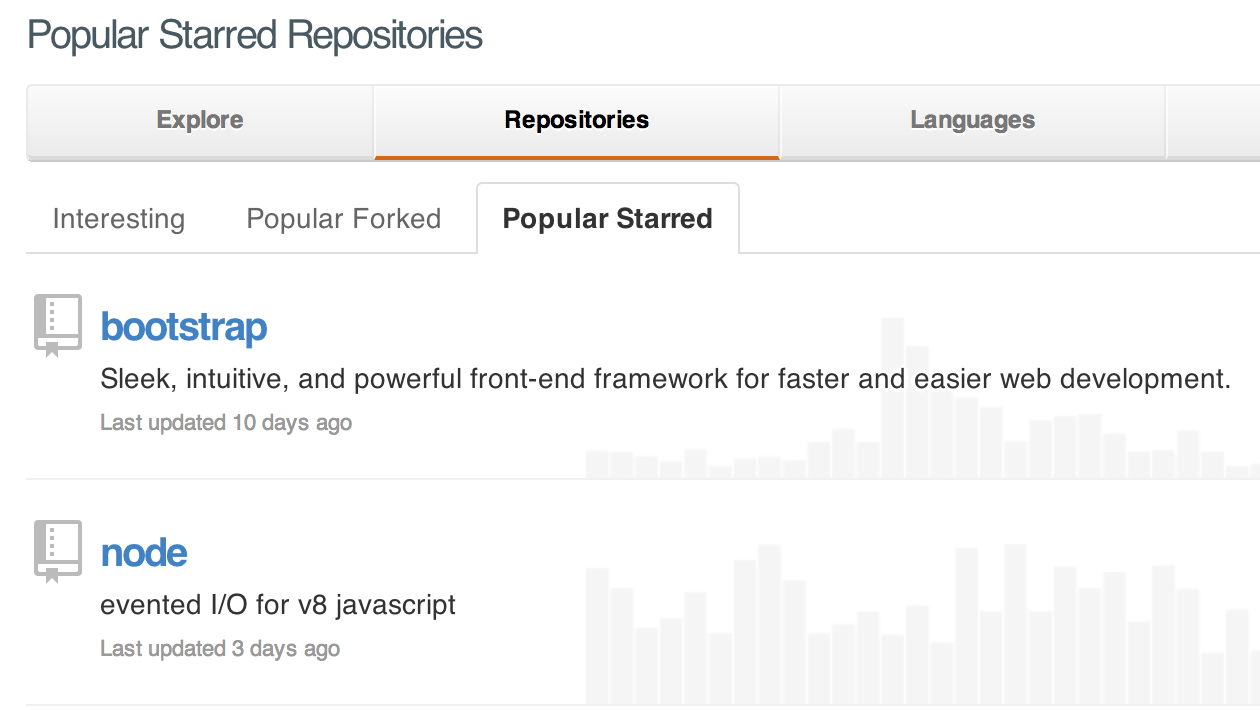 Popular Starred Repositories
Explore Repositories Languages
Interesting Popular Forked Popular Starred
bootstrap
Sleek, intuitive, and powerful front-end framework for faster and easier web development.
Last updated 10 days ago
node
evented I/O for v8 javascript
Last updated 3 days ago